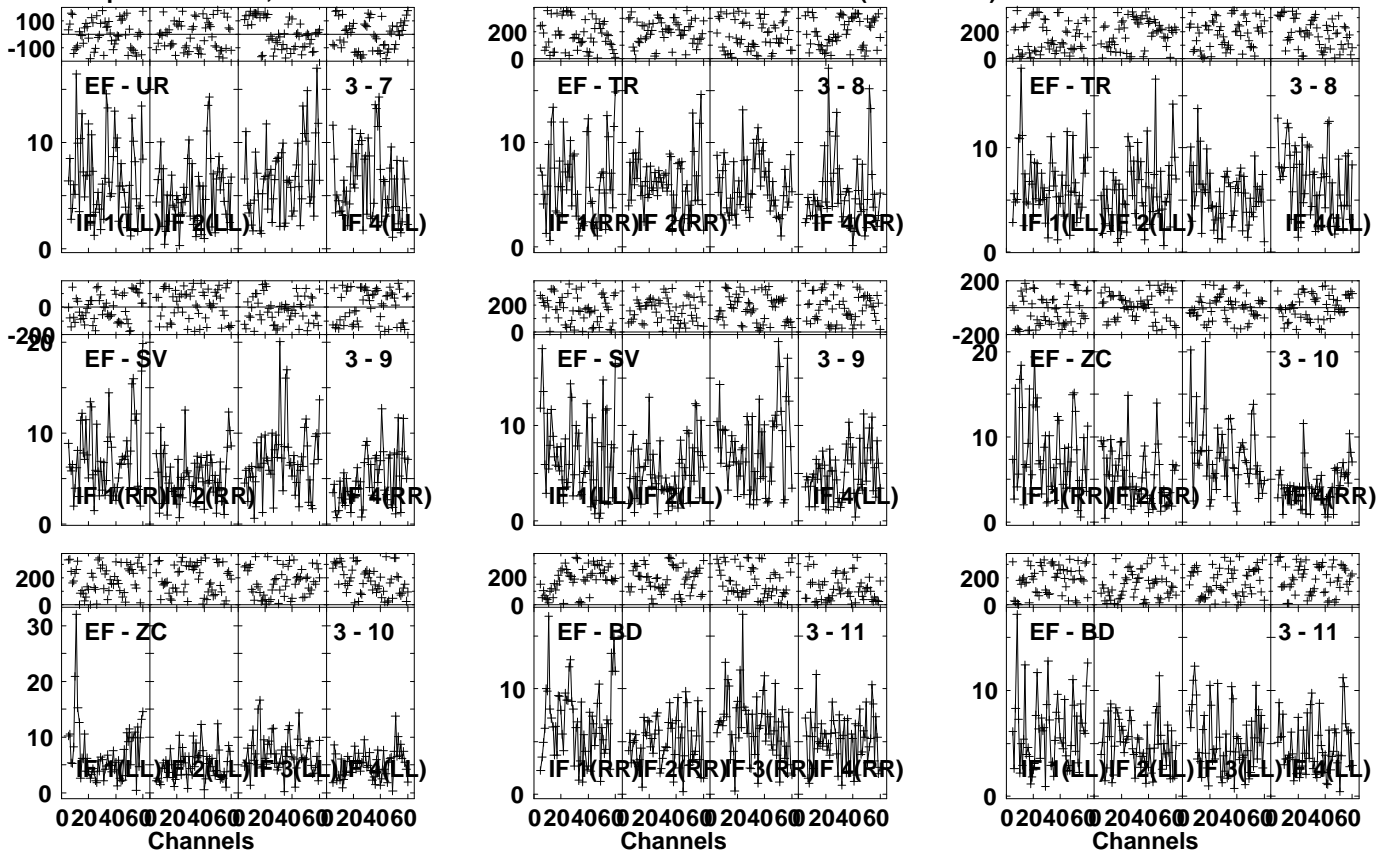 100
-100
EF - UR 3 - 7
10
IF 1(LL) IF 2(LL) IF 4(LL)
0
200
0
EF - TR 3 - 8
10
IF 1(RR) IF 2(RR) IF 4(RR)
0
200
0
EF - TR 3 - 8
10
IF 1(LL) IF 2(LL) IF 4(LL)
0
0
-200
20
EF - SV 3 - 9
10
IF 1(RR) IF 2(RR) IF 4(RR)
0
200
0
EF - SV 3 - 9
10
IF 1(LL) IF 2(LL) IF 4(LL)
0
200
-200
20
EF - ZC 3 - 10
10
IF 1(RR) IF 2(RR) IF 4(RR)
0
200
0
30
EF - ZC 3 - 10
20
10
IF 1(LL) IF 2(LL) IF 3(LL) IF 4(LL)
0
0 20 40 60 0 20 40 60 0 20 40 60 0 20 40 60
Channels
200
0
EF - BD 3 - 11
10
IF 1(RR) IF 2(RR) IF 3(RR) IF 4(RR)
0
0 20 40 60 0 20 40 60 0 20 40 60 0 20 40 60
Channels
200
0
EF - BD 3 - 11
10
IF 1(LL) IF 2(LL) IF 3(LL) IF 4(LL)
0
0 20 40 60 0 20 40 60 0 20 40 60 0 20 40 60
Channels